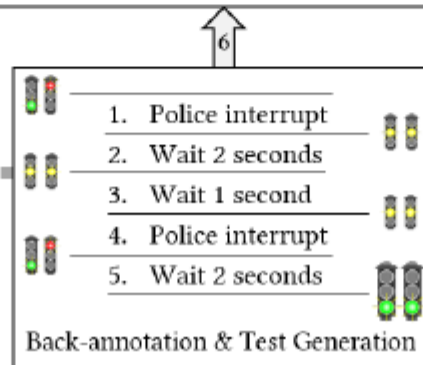 6
1. Police interrupt
2. Wait 2 seconds
3. Wait 1 second
4. Police interrupt
5. Wait 2 seconds
Back-annotation & Test Generation